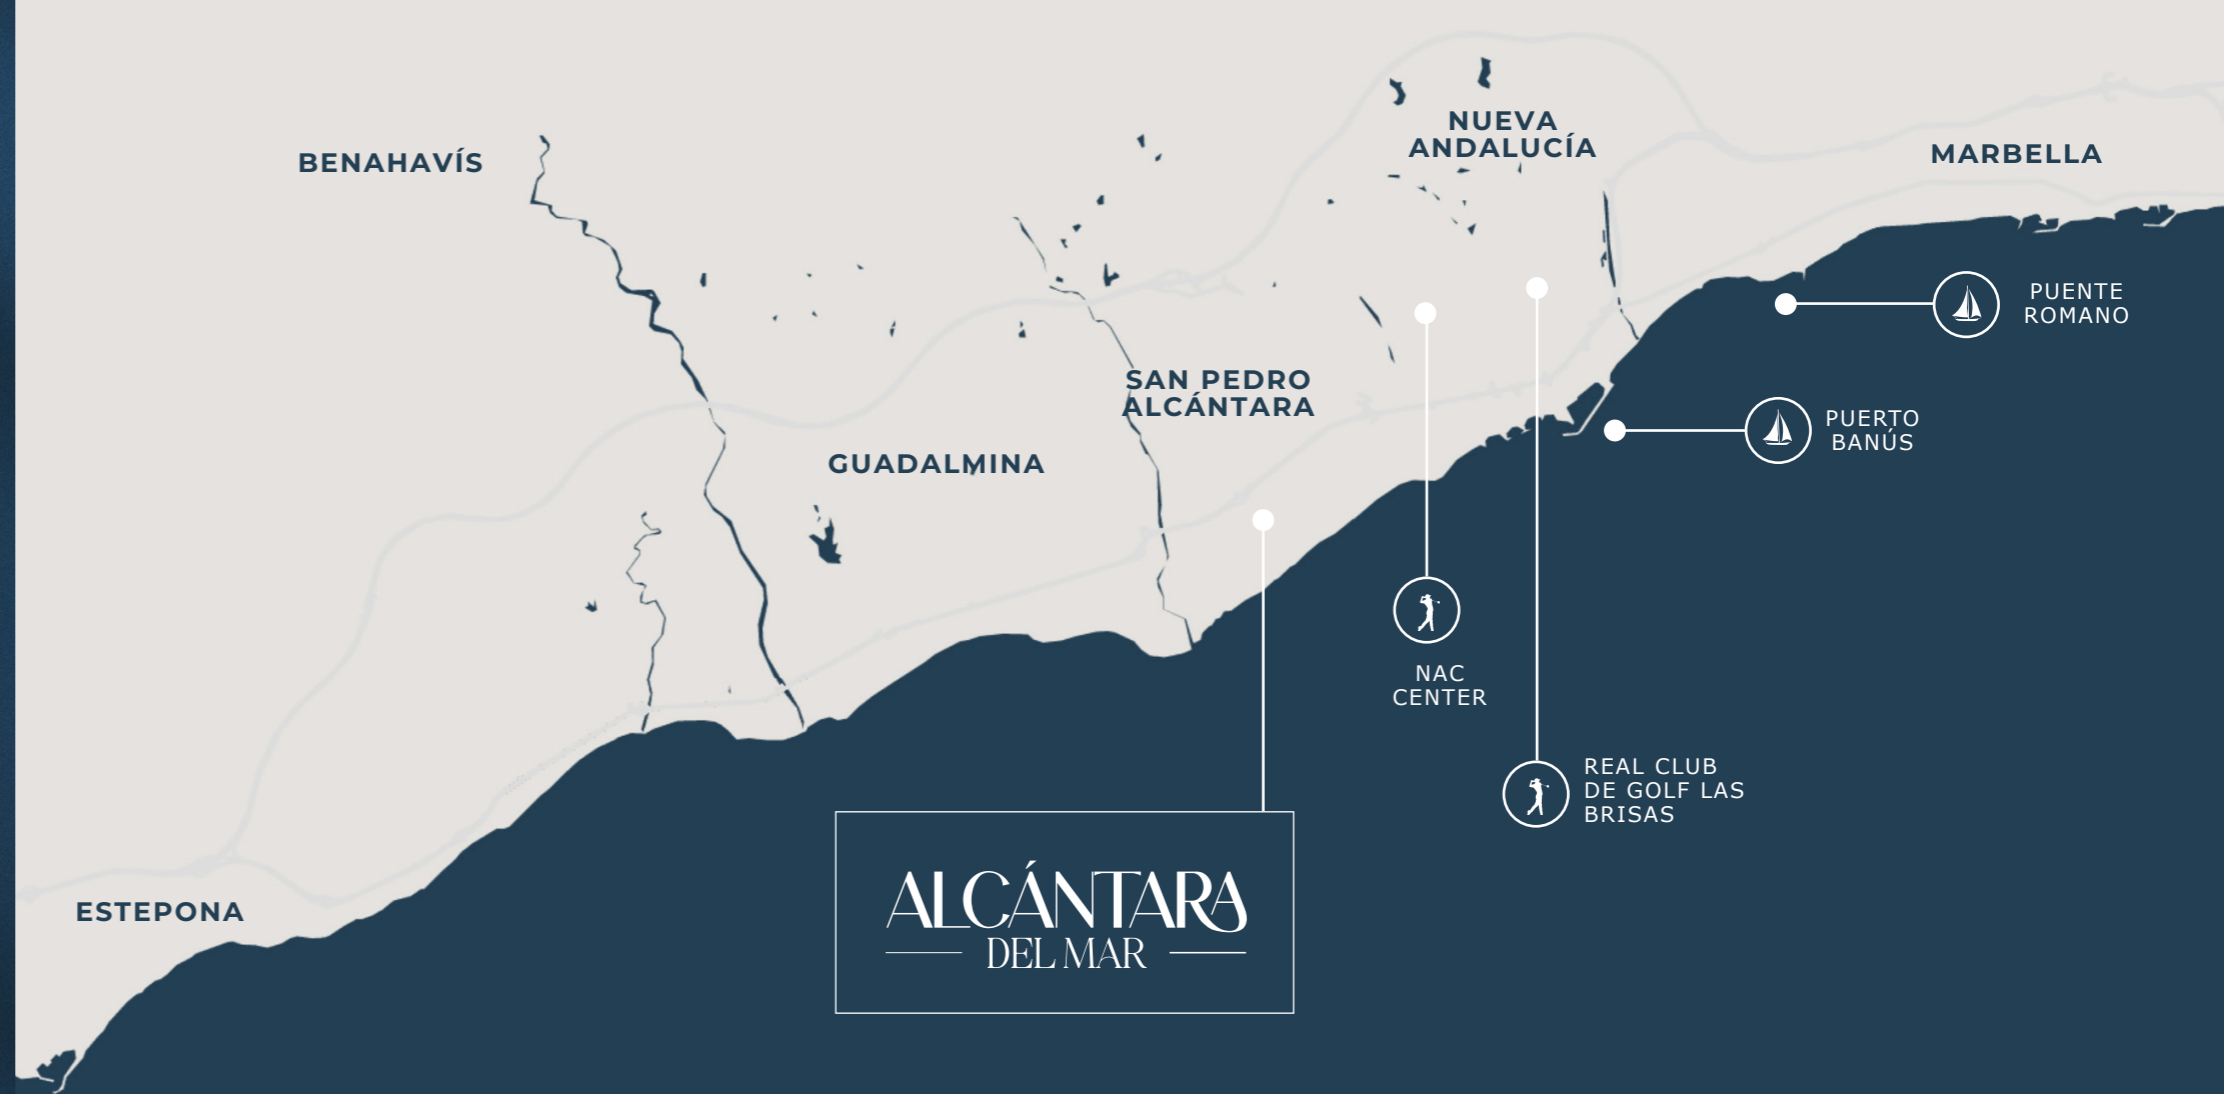 NUEVA
ANDALUCÍA
BENAHAVÍS
MARBELLA
PUENTE
ROMANO
SAN PEDRO
ALCÁNTARA
PUERTO
BANÚS
GUADALMINA
NAC
CENTER
REAL CLUB
DE GOLF LAS
BRISAS
ESTEPONA
ALCÁNTARA
DEL MAR